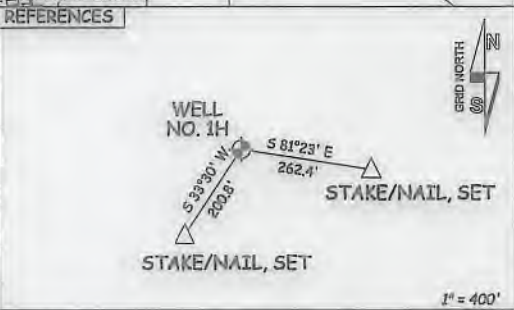 REFERENCES
N
GRID NORTH
S
WELL
NO. 1H
S 81°23' E
262.4'
S 33°30' W
200.8'
STAKE/NAIL, SET
STAKE/NAIL, SET
1" = 400'